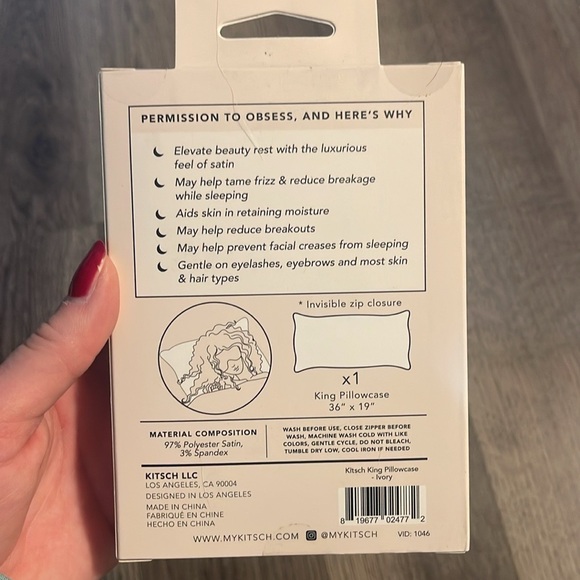 PERMISSION TO OBSESS, AND HERE'S WHY
Elevate beauty rest with the luxurious
feel of satin
May help tame frizz & reduce breakage
while sleeping
Aids skin in retaining moisture
May help reduce breakouts
May help prevent facial creases from sleeping
Gentle on eyelashes, eyebrows and most skin
& hair types
* Invisible zip closure
x1
King Pillowcase
36" x 19"
MATERIAL COMPOSITION
97% Polyester Satin,
3% Spandex
WASH BEFORE USE, CLOSE ZIPPER BEFORE
WASH, MACHINE WASH COLD WITH LIKE
COLORS, GENTLE CYCLE, DO NOT BLEACH,
TUMBLE DRY LOW, COOL IRON IF NEEDED
KITSCH LLC
LOS ANGELES, CA 90004
DESIGNED IN LOS ANGELES
MADE IN CHINA
FABRIQUÉ EN CHINE
HECHO EN CHINA
Kitsch King Pillowcase
- Ivory
8 19677 02477 2
WWW.MYKITSCH.COM @MYKITSCH VID: 1046